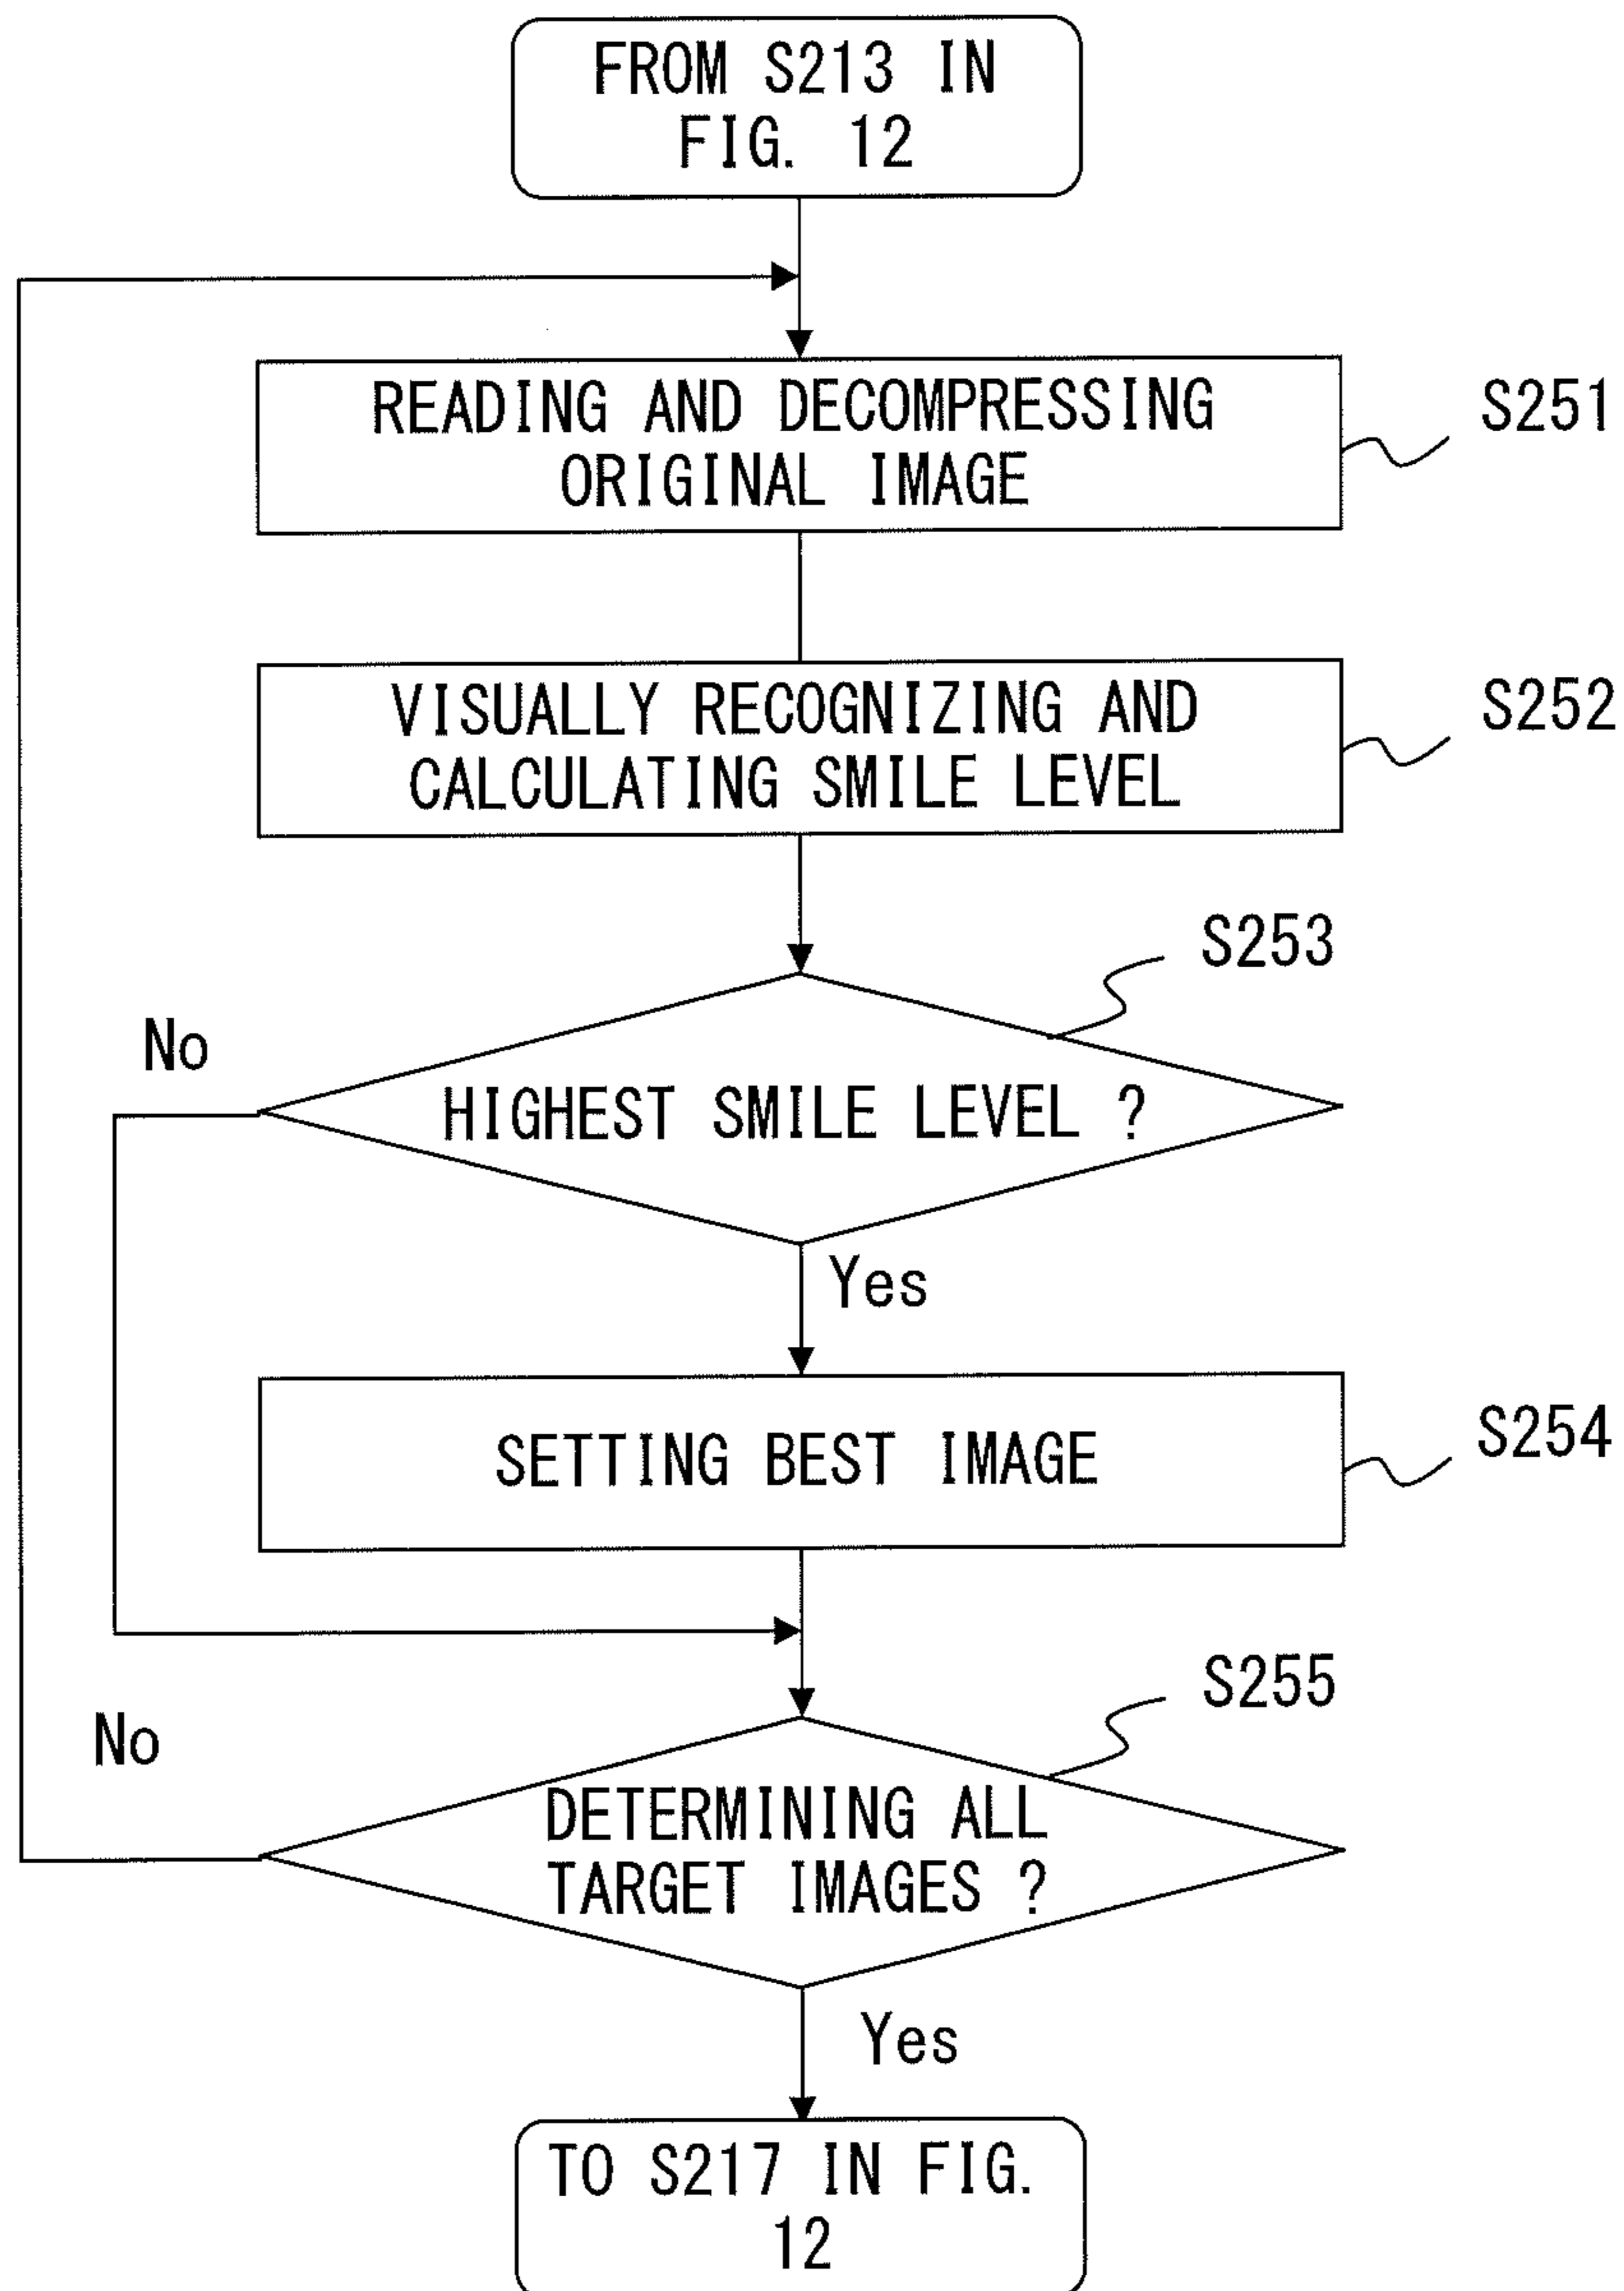 FROM S213 IN
FIG. 12
READING AND DECOMPRESSING
ORIGINAL IMAGE
S251
VISUALLY RECOGNIZING AND
CALCULATING SMILE LEVEL
S252
S253
No
HIGHEST SMILE LEVEL ?
Yes
SETTING BEST IMAGE
S254
S255
No
DETERMINING ALL
TARGET IMAGES ?
Yes
TO S217 IN FIG.
12